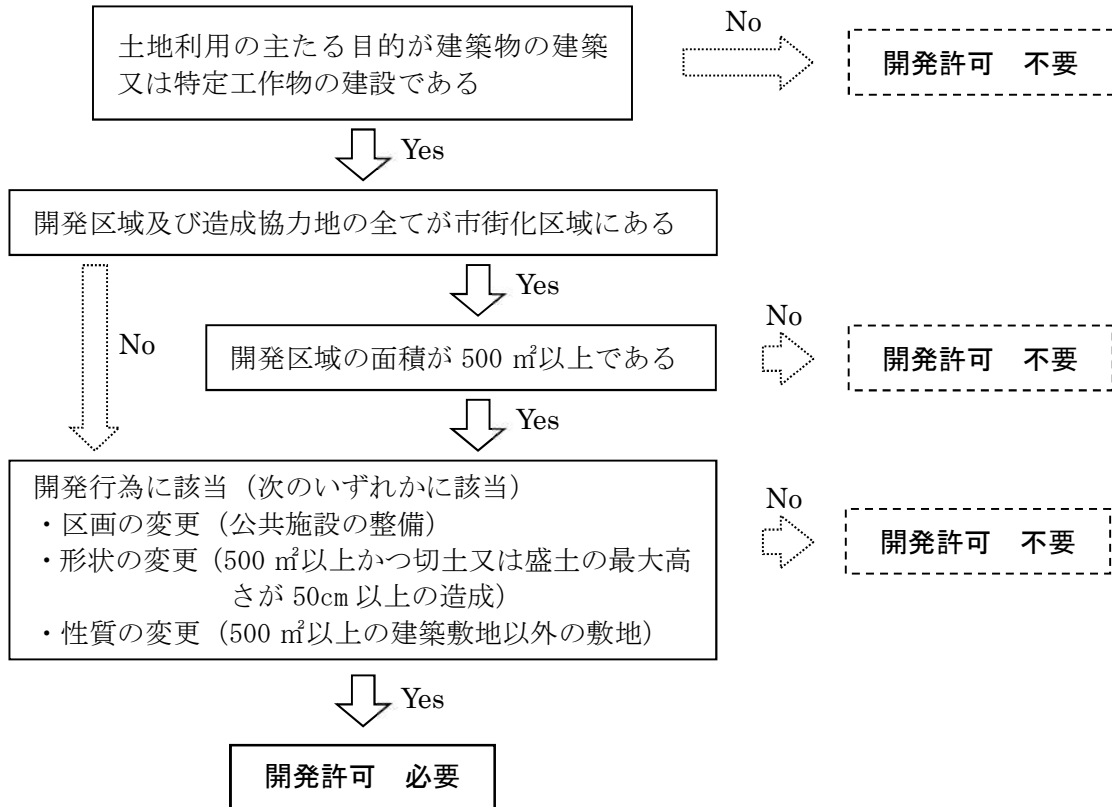 土地利用の主たる目的が建築物の建築
又は特定工作物の建設である
No
開発許可　不要
Yes
開発区域及び造成協力地の全てが市街化区域にある
No
Yes
開発区域の面積が 500 ㎡以上である
No
開発許可　不要
Yes
開発行為に該当（次のいずれかに該当）
・区画の変更（公共施設の整備）
・形状の変更（500 ㎡以上かつ切土又は盛土の最大高
さが 50cm 以上の造成）
・性質の変更（500 ㎡以上の建築敷地以外の敷地）
No
開発許可　不要
Yes
開発許可　必要